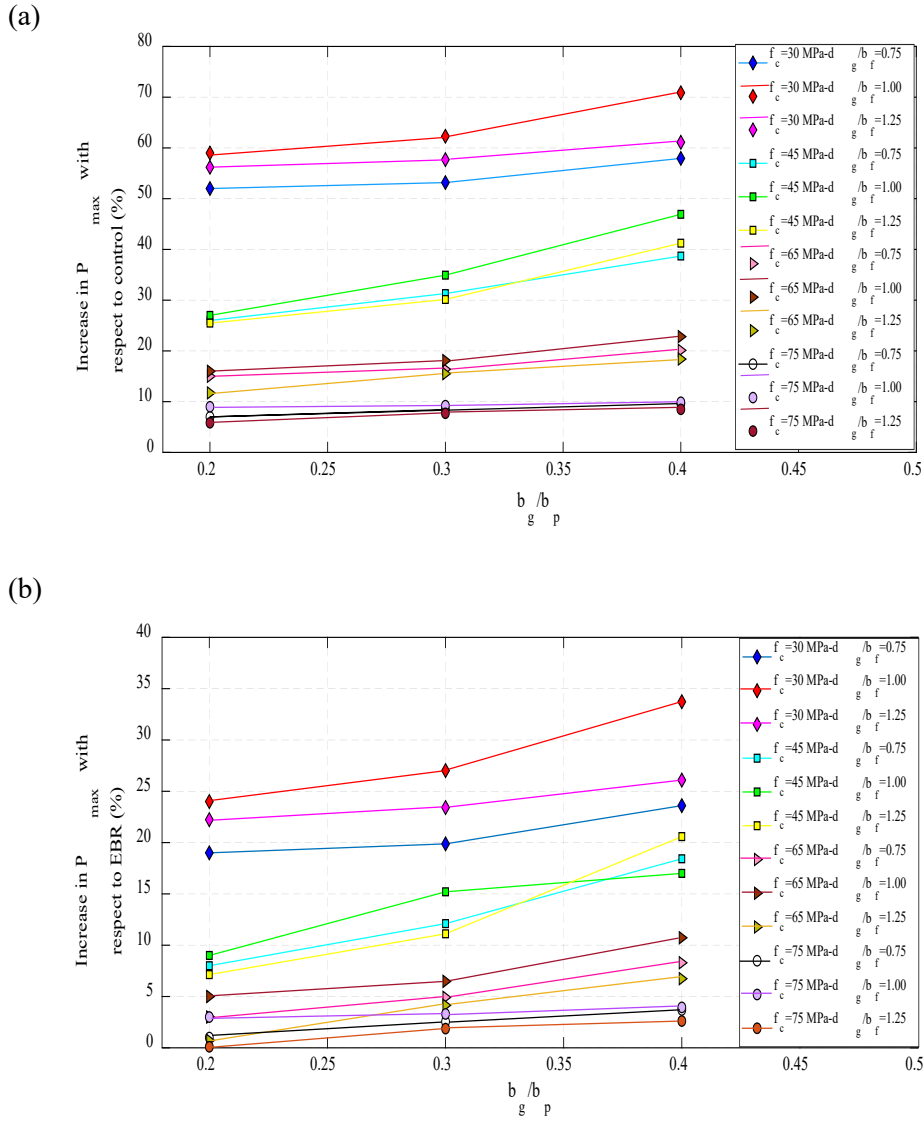 (a)
80
70
60
50
40
30
20
10
0
Increase in P max with
respect to control (%)
0.2 0.25 0.3 0.35 0.4 0.45 0.5
b g /b p
f c =30 MPa-d g /b f =0.75
f c =30 MPa-d g /b f =1.00
f c =30 MPa-d g /b f =1.25
f c =45 MPa-d g /b f =0.75
f c =45 MPa-d g /b f =1.00
f c =45 MPa-d g /b f =1.25
f c =65 MPa-d g /b f =0.75
f c =65 MPa-d g /b f =1.00
f c =65 MPa-d g /b f =1.25
f c =75 MPa-d g /b f =0.75
f c =75 MPa-d g /b f =1.00
f c =75 MPa-d g /b f =1.25
(b)
40
35
30
25
20
15
10
5
0
Increase in P max with
respect to EBR (%)
0.2 0.25 0.3 0.35 0.4 0.45 0.5
b g /b p
f c =30 MPa-d g /b f =0.75
f c =30 MPa-d g /b f =1.00
f c =30 MPa-d g /b f =1.25
f c =45 MPa-d g /b f =0.75
f c =45 MPa-d g /b f =1.00
f c =45 MPa-d g /b f =1.25
f c =65 MPa-d g /b f =0.75
f c =65 MPa-d g /b f =1.00
f c =65 MPa-d g /b f =1.25
f c =75 MPa-d g /b f =0.75
f c =75 MPa-d g /b f =1.00
f c =75 MPa-d g /b f =1.25